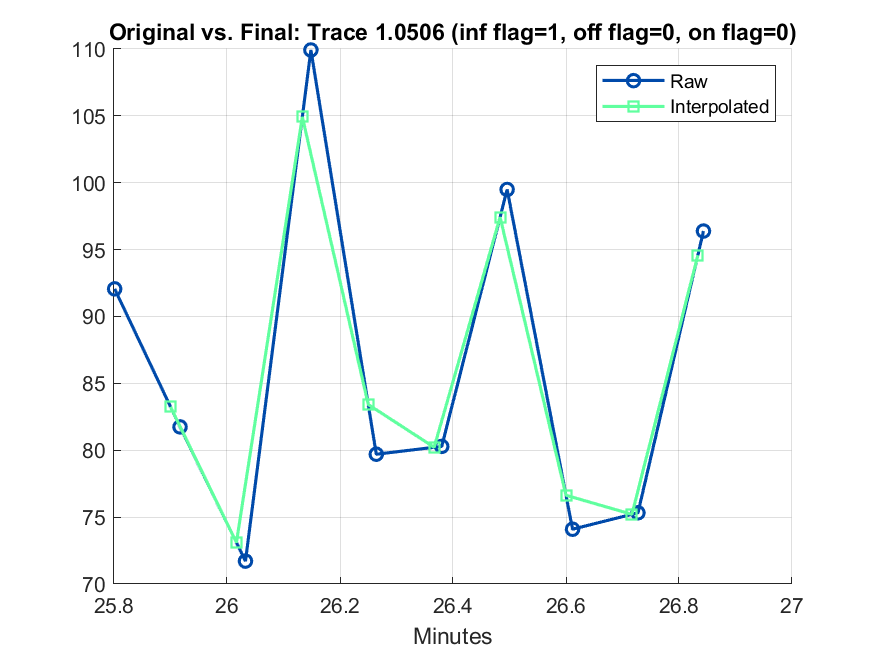 Original vs. Final: Trace 1.0506 (inf flag=1, off flag=0, on flag=0)
110
105
100
95
90
85
80
75
70
Raw
Interpolated
25.8 26 26.2 26.4 26.6 26.8 27
Minutes